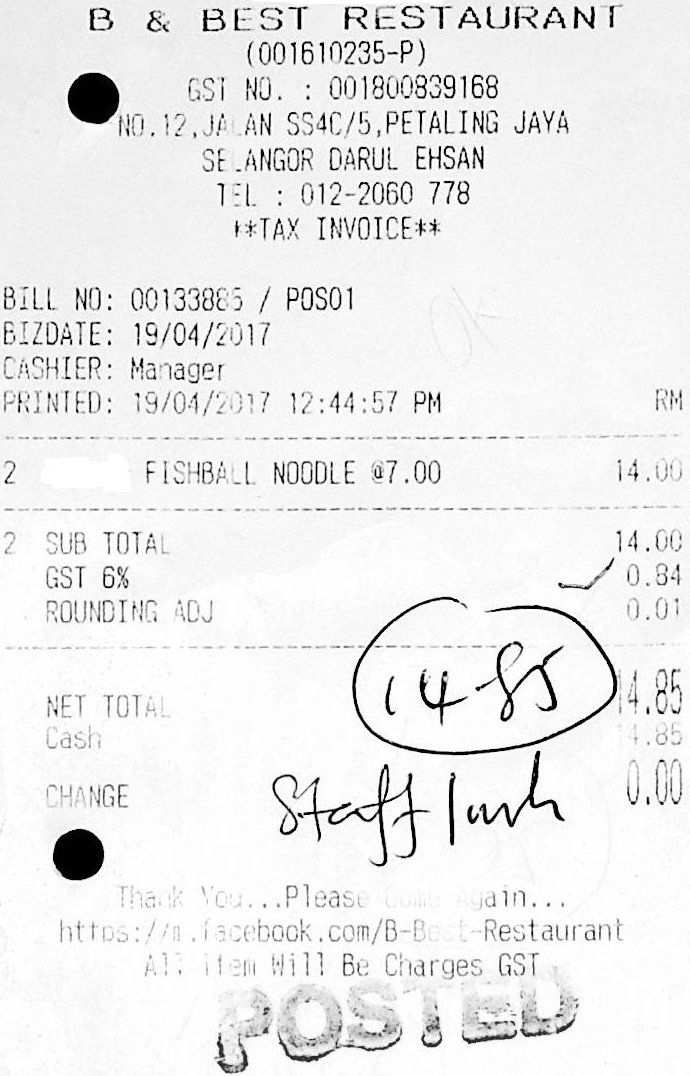 B & BEST RESTAURANT
(001610235-P)
GST NO. : 001800839168
NO.12,JALAN SS4C/5,PETALING JAYA
SELANGOR DARUL EHSAN
TEL : 012-2060 778
**TAX INVOICE**
BILL NO: 00133885 / POS01
BIZDATE: 19/04/2017
CASHIER: Manager
PRINTED: 19/04/2017 12:44:57 PM RM
2 FISHBALL NOODLE @7.00 14.00
2 SUB TOTAL 14.00
GST 6% 0.84
ROUNDING ADJ 0.01
14.85
NET TOTAL 14.85
Cash 14.85
Staff lunch
CHANGE 0.00
Thank You...Please Come Again...
https://m.facebook.com/B-Best-Restaurant
All item Will Be Charges GST
POSTED
OK